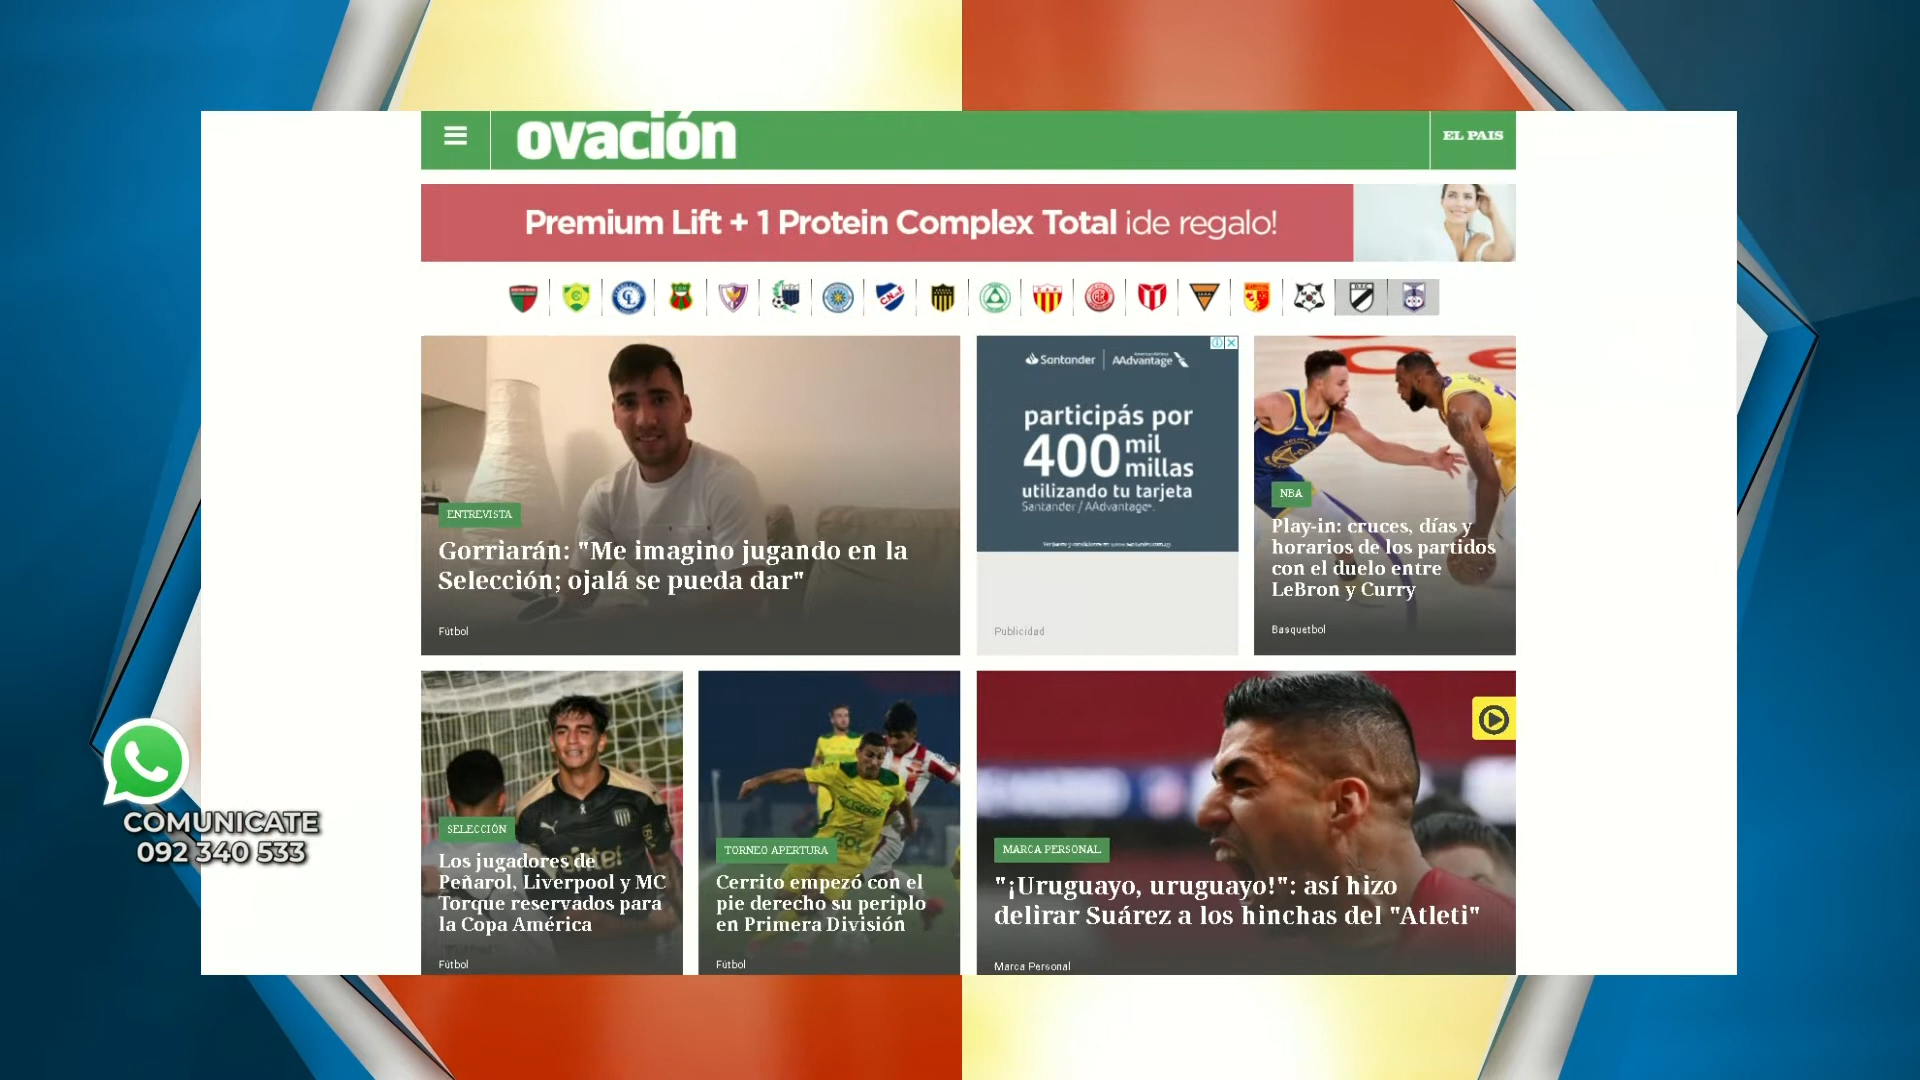 ovación
EL PAIS
Premium Lift + 1 Protein Complex Total ¡de regalo!
Santander
AAdvantage
participás por
400 mil
millas
utilizando tu tarjeta
Santander / AAdvantage®.
ENTREVISTA
Gorriarán: "Me imagino jugando en la
Selección; ojalá se pueda dar"
Fútbol
Publicidad
NBA
Play-in: cruces, días y
horarios de los partidos
con el duelo entre
LeBron y Curry
Basquetbol
SELECCIÓN
Los jugadores de
Peñarol, Liverpool y MC
Torque reservados para
la Copa América
Fútbol
TORNEO APERTURA
Cerrito empezó con el
pie derecho su periplo
en Primera División
Fútbol
MARCA PERSONAL
"¡Uruguayo, uruguayo!": así hizo
delirar Suárez a los hinchas del "Atleti"
Marca Personal
COMUNICATE
092 340 533